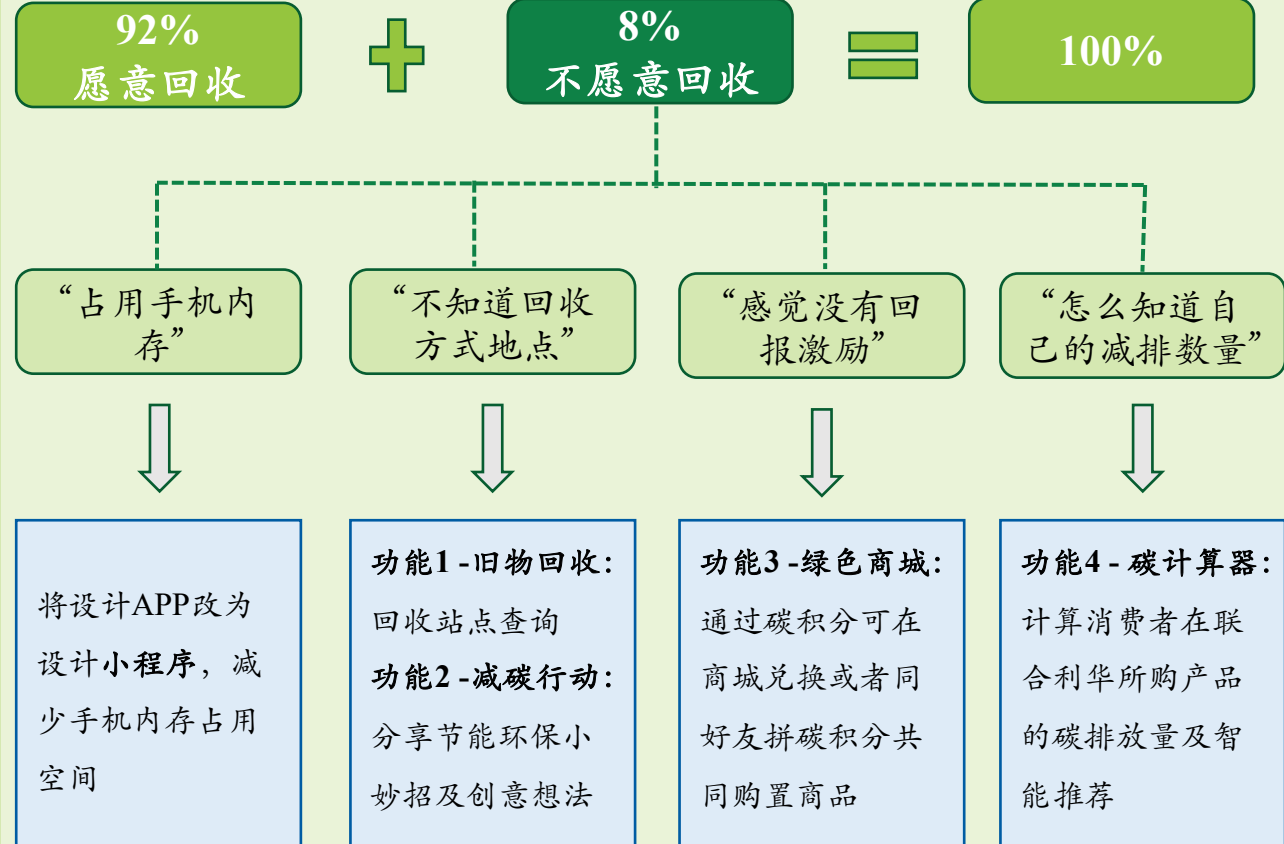 92%
愿意回收
8%
不愿意回收
100%
“占用手机内
存”
“不知道回收
方式地点”
“感觉没有回
报激励”
“怎么知道自
己的减排数量”
将设计APP改为
设计小程序，减
少手机内存占用
空间
功能1 -旧物回收：
回收站点查询
功能2 -减碳行动：
分享节能环保小
妙招及创意想法
功能3 -绿色商城：
通过碳积分可在
商城兑换或者同
好友拼碳积分共
同购置商品
功能4 - 碳计算器：
计算消费者在联
合利华所购产品
的碳排放量及智
能推荐